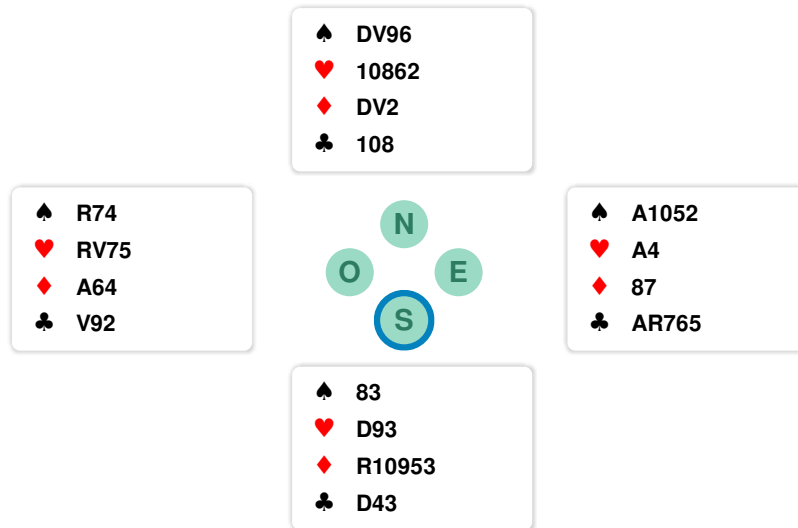 ♠ DV96
♥ 10862
♦ DV2
♣ 108
♠ R74
♥ RV75
♦ A64
♣ V92
N
O E
S
♠ A1052
♥ A4
♦ 87
♣ AR765
♠ 83
♥ D93
♦ R10953
♣ D43